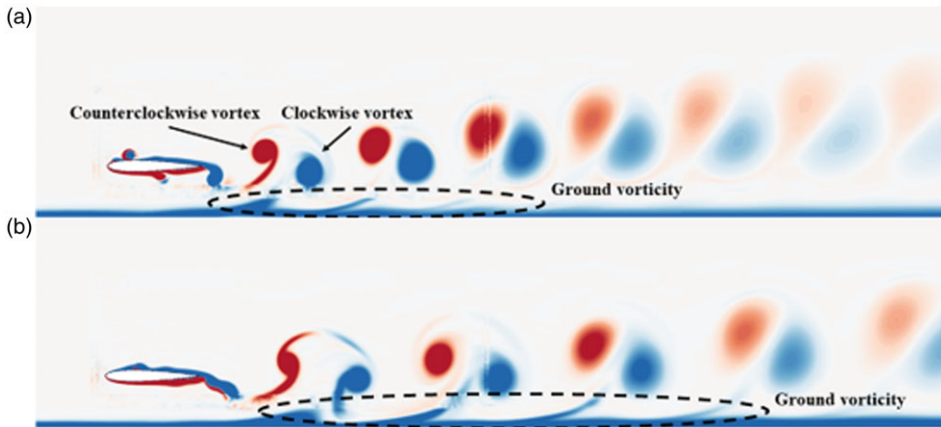 (a)
Counterclockwise vortex
Clockwise vortex
Ground vorticity
(b)
Ground vorticity